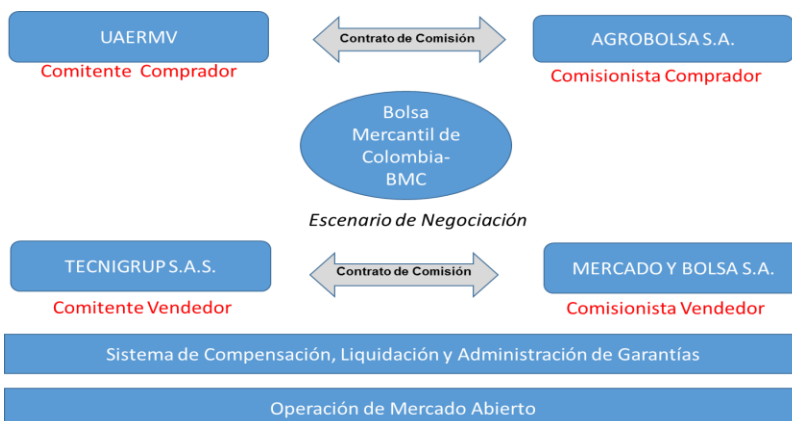 UAERMV
Contrato de Comisión
AGROBOLSA S.A.
Comitente Comprador
Comisionista Comprador
Bolsa
Mercantil de
Colombia-
BMC
Escenario de Negociación
TECNIGRUP S.A.S.
Contrato de Comisión
MERCADO Y BOLSA S.A.
Comitente Vendedor
Comisionista Vendedor
Sistema de Compensación, Liquidación y Administración de Garantías
Operación de Mercado Abierto